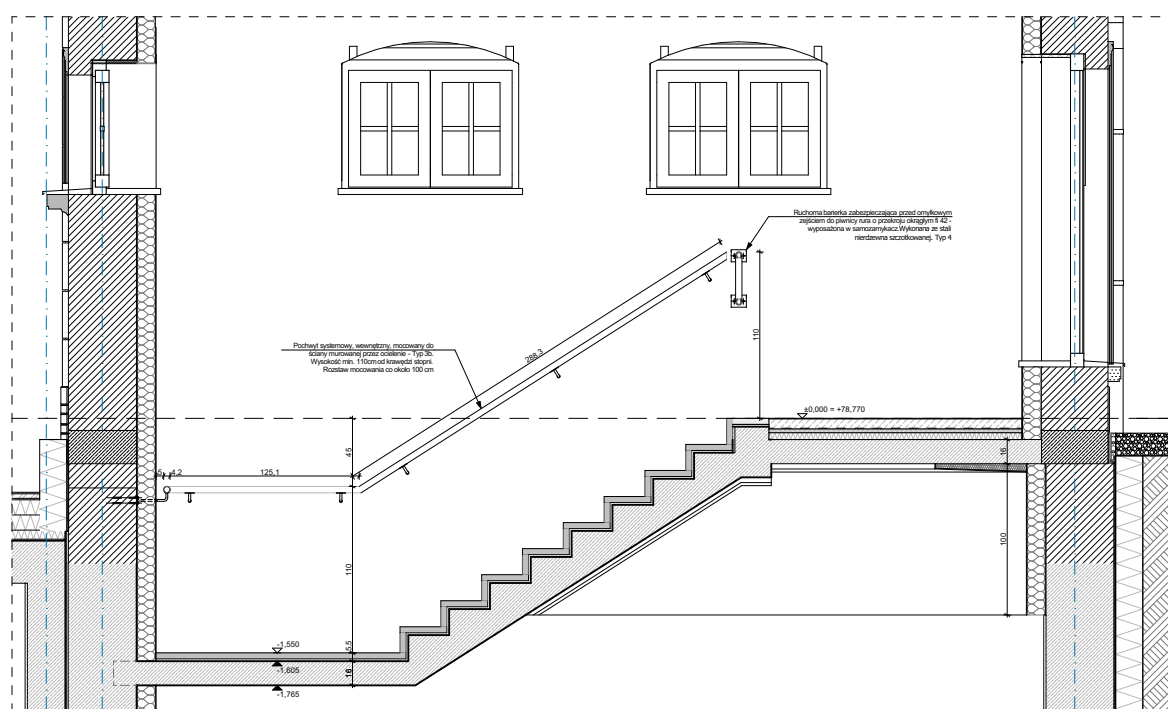 Ruchoma barierka zabezpieczająca przed omyłkowym
zejściem do piwnicy rura o przekroju okrągłym fi 42 -
wyposażona w samozamykacz.Wykonana ze stali
nierdzewna szczotkowanej. Typ 4
110
288,3
Pochwyt systemowy, wewnętrzny, mocowany do
ściany murowanej przez ocielenie - Typ 3b.
Wysokość min. 110cm od krawędzi stopni.
Rozstaw mocowania co około 100 cm
±0,000 = +78,770
45
16
5
4,2
125,1
100
110
-1,550
5,5
-1,605
16
-1,765